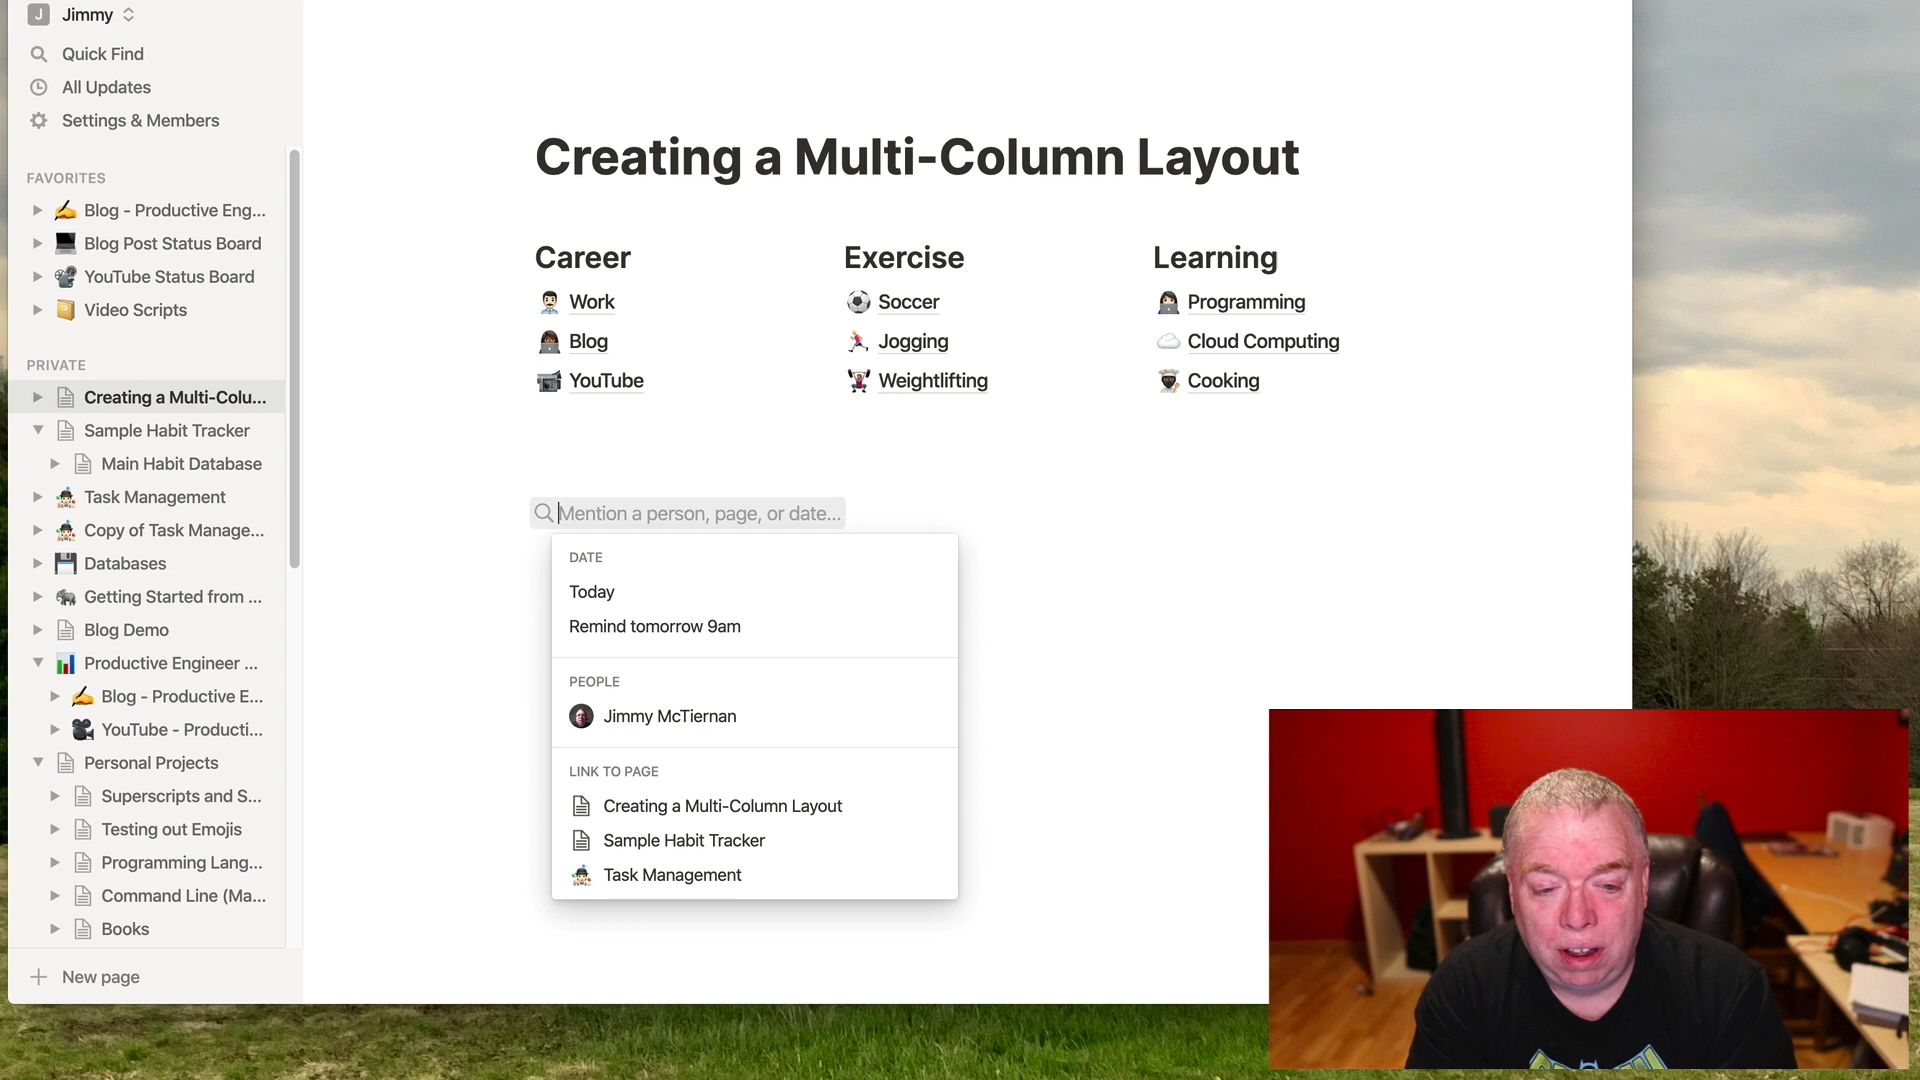 J Jimmy
Quick Find
All Updates
Settings & Members
FAVORITES
Blog - Productive Eng...
Blog Post Status Board
YouTube Status Board
Video Scripts
PRIVATE
Creating a Multi-Colu...
Sample Habit Tracker
Main Habit Database
Task Management
Copy of Task Manage...
Databases
Getting Started from ...
Blog Demo
Productive Engineer ...
Blog - Productive E...
YouTube - Producti...
Personal Projects
Superscripts and S...
Testing out Emojis
Programming Lang...
Command Line (Ma...
Books
New page
Creating a Multi-Column Layout
Career
Work
Blog
YouTube
Exercise
Soccer
Jogging
Weightlifting
Learning
Programming
Cloud Computing
Cooking
Mention a person, page, or date...
DATE
Today
Remind tomorrow 9am
PEOPLE
Jimmy McTiernan
LINK TO PAGE
Creating a Multi-Column Layout
Sample Habit Tracker
Task Management